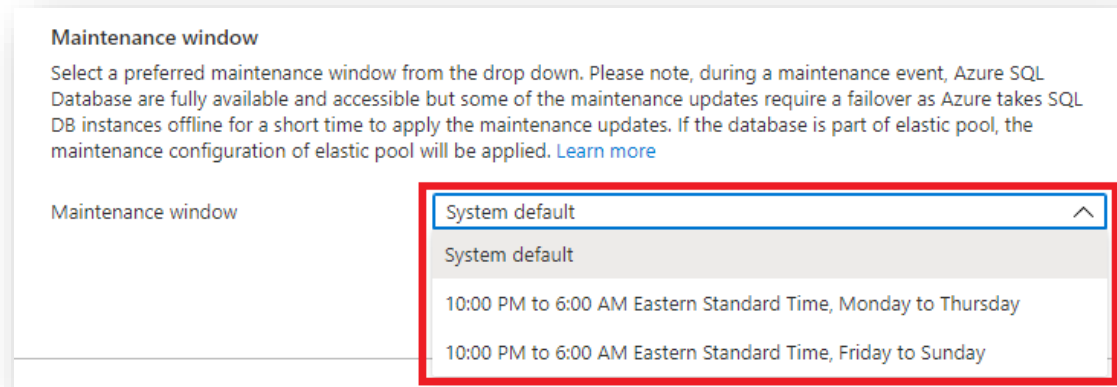 Maintenance window
Select a preferred maintenance window from the drop down. Please note, during a maintenance event, Azure SQL
Database are fully available and accessible but some of the maintenance updates require a failover as Azure takes SQL
DB instances offline for a short time to apply the maintenance updates. If the database is part of elastic pool, the
maintenance configuration of elastic pool will be applied. Learn more
Maintenance window
System default
System default
10:00 PM to 6:00 AM Eastern Standard Time, Monday to Thursday
10:00 PM to 6:00 AM Eastern Standard Time, Friday to Sunday